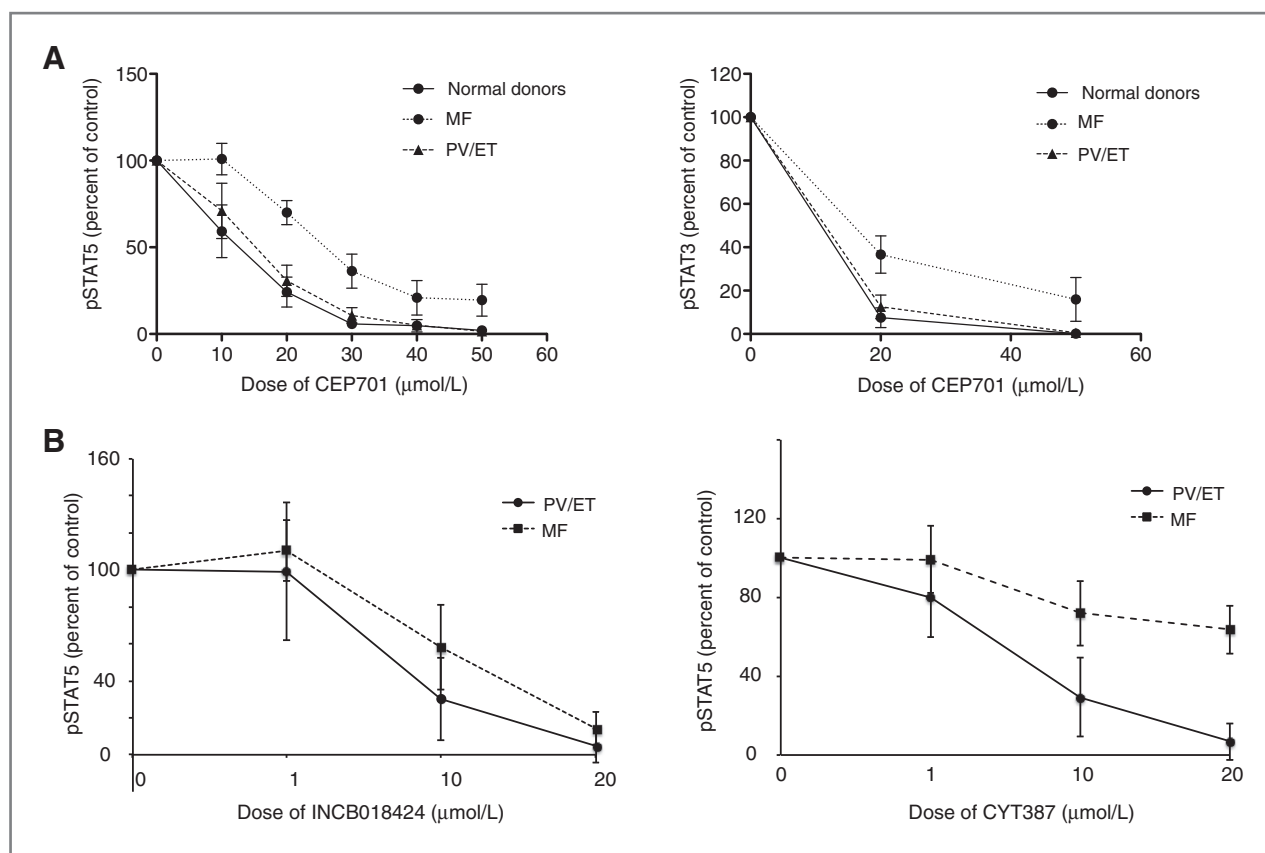 A
150
100
50
0
pSTAT5 (percent of control)
Normal donors
MF
PV/ET
0 10 20 30 40 50 60
Dose of CEP701 (μmol/L)
120
100
80
60
40
20
0
pSTAT3 (percent of control)
Normal donors
MF
PV/ET
0 20 40 60
Dose of CEP701 (μmol/L)
B
160
100
40
0
pSTAT5 (percent of control)
PV/ET
MF
0 1 10 20
Dose of INCB018424 (μmol/L)
120
80
40
0
pSTAT5 (percent of control)
PV/ET
MF
0 1 10 20
Dose of CYT387 (μmol/L)